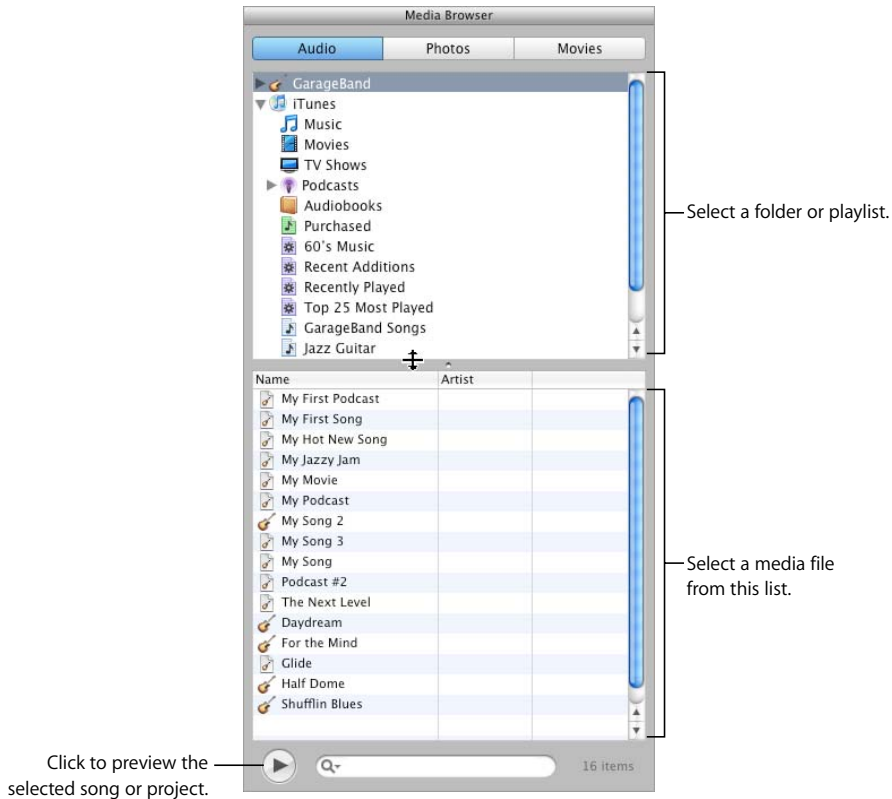 Media Browser
Audio Photos Movies
GarageBand
iTunes
Music
Movies
TV Shows
Podcasts
Audiobooks
Purchased
60's Music
Recent Additions
Recently Played
Top 25 Most Played
GarageBand Songs
Jazz Guitar
Select a folder or playlist.
Name Artist
My First Podcast
My First Song
My Hot New Song
My Jazzy Jam
My Movie
My Podcast
My Song 2
My Song 3
My Song
Podcast #2
The Next Level
Daydream
For the Mind
Glide
Half Dome
Shufflin Blues
Select a media file
from this list.
Click to preview the
selected song or project.
16 items